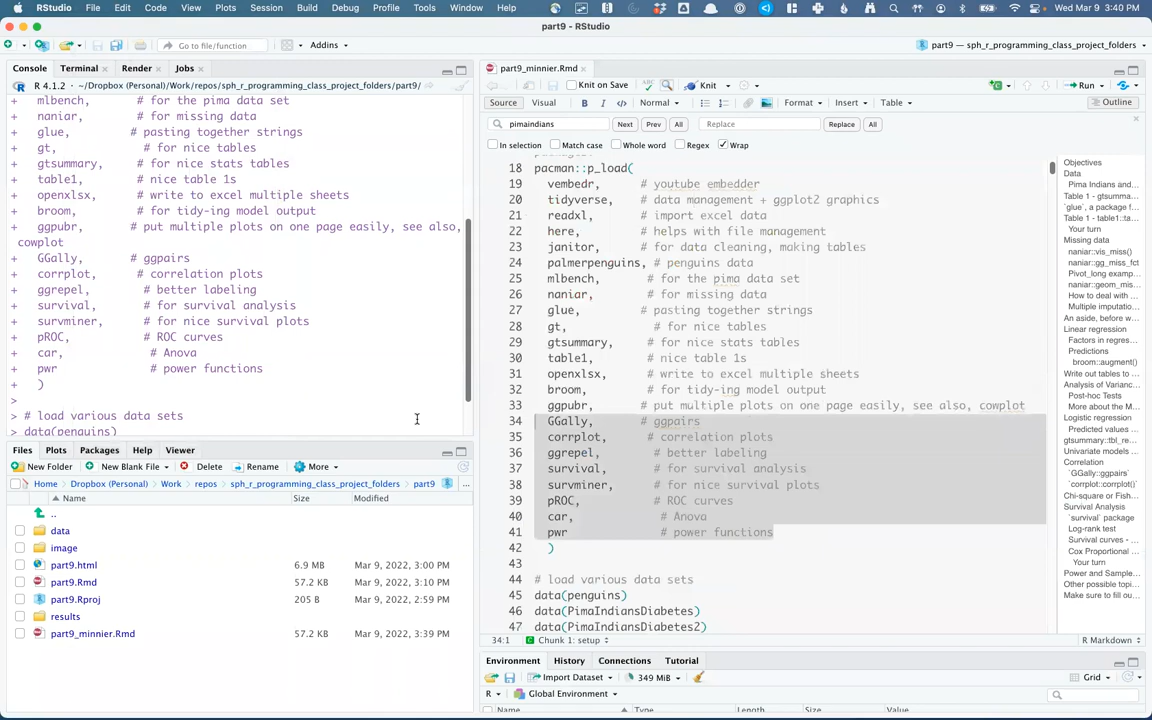 RStudio File Edit Code View Plots Session Build Debug Profile Tools Window Help Wed Mar 9 3:40 PM
part9 - RStudio
Go to file/function Addins part9 — sph_r_programming_class_project_folders
Console Terminal Render Jobs
R 4.1.2 · ~/Dropbox (Personal)/Work/repos/sph_r_programming_class_project_folders/part9/
+ mlbench, # for the pima data set
+ naniar, # for missing data
+ glue, # pasting together strings
+ gt, # for nice tables
+ gtsummary, # for nice stats tables
+ table1, # nice table 1s
+ openxlsx, # write to excel multiple sheets
+ broom, # for tidy-ing model output
+ ggpubr, # put multiple plots on one page easily, see also,
cowplot
+ GGally, # ggpairs
+ corrplot, # correlation plots
+ ggrepel, # better labeling
+ survival, # for survival analysis
+ survminer, # for nice survival plots
+ pROC, # ROC curves
+ car, # Anova
+ pwr # power functions
+ )
>
> # load various data sets
> data(penguins)
Files Plots Packages Help Viewer
New Folder New Blank File Delete Rename More
Home Dropbox (Personal) Work repos sph_r_programming_class_project_folders part9 ...
Name Size Modified
..
data
image
part9.html 6.9 MB Mar 9, 2022, 3:00 PM
part9.Rmd 57.2 KB Mar 9, 2022, 3:10 PM
part9.Rproj 205 B Mar 9, 2022, 2:59 PM
results
part9_minnier.Rmd 57.2 KB Mar 9, 2022, 3:39 PM
part9_minnier.Rmd
Knit on Save ABC Knit Run
Source Visual B I </> Normal Format Insert Table Outline
pimaindians Next Prev All Replace Replace All
In selection Match case Whole word Regex Wrap
18 pacman::p_load(
19 vembedr, # youtube embedder
20 tidyverse, # data management + ggplot2 graphics
21 readxl, # import excel data
22 here, # helps with file management
23 janitor, # for data cleaning, making tables
24 palmerpenguins, # penguins data
25 mlbench, # for the pima data set
26 naniar, # for missing data
27 glue, # pasting together strings
28 gt, # for nice tables
29 gtsummary, # for nice stats tables
30 table1, # nice table 1s
31 openxlsx, # write to excel multiple sheets
32 broom, # for tidy-ing model output
33 ggpubr, # put multiple plots on one page easily, see also, cowplot
34 GGally, # ggpairs
35 corrplot, # correlation plots
36 ggrepel, # better labeling
37 survival, # for survival analysis
38 survminer, # for nice survival plots
39 pROC, # ROC curves
40 car, # Anova
41 pwr # power functions
42 )
43
44 # load various data sets
45 data(penguins)
46 data(PimaIndiansDiabetes)
47 data(PimaIndiansDiabetes2)
34:1 Chunk 1: setup R Markdown
Objectives
Data
Pima Indians and...
Table 1 - gtsumma...
`glue`, a package f...
Table 1 - table1::ta...
Your turn
Missing data
naniar::vis_miss()
naniar::gg_miss_fct
Pivot_long examp...
naniar::geom_mis...
How to deal with ...
Multiple imputatio...
An aside, before w...
Linear regression
Factors in regres...
Predictions
broom::augment()
Write out tables to ...
Analysis of Varianc...
Post-hoc Tests
More about the M...
Logistic regression
Predicted values ...
gtsummary::tbl_re...
Univariate models ...
Correlation
`GGally::ggpairs`
`corrplot::corrplot()`
Chi-square or Fish...
Survival Analysis
`survival` package
Log-rank test
Survival curves - ...
Cox Proportional ...
Your turn
Power and Sample...
Other possible topi...
Make sure to fill ou...
Environment History Connections Tutorial
Import Dataset 349 MiB Grid
R Global Environment
Name Type Length Size Value